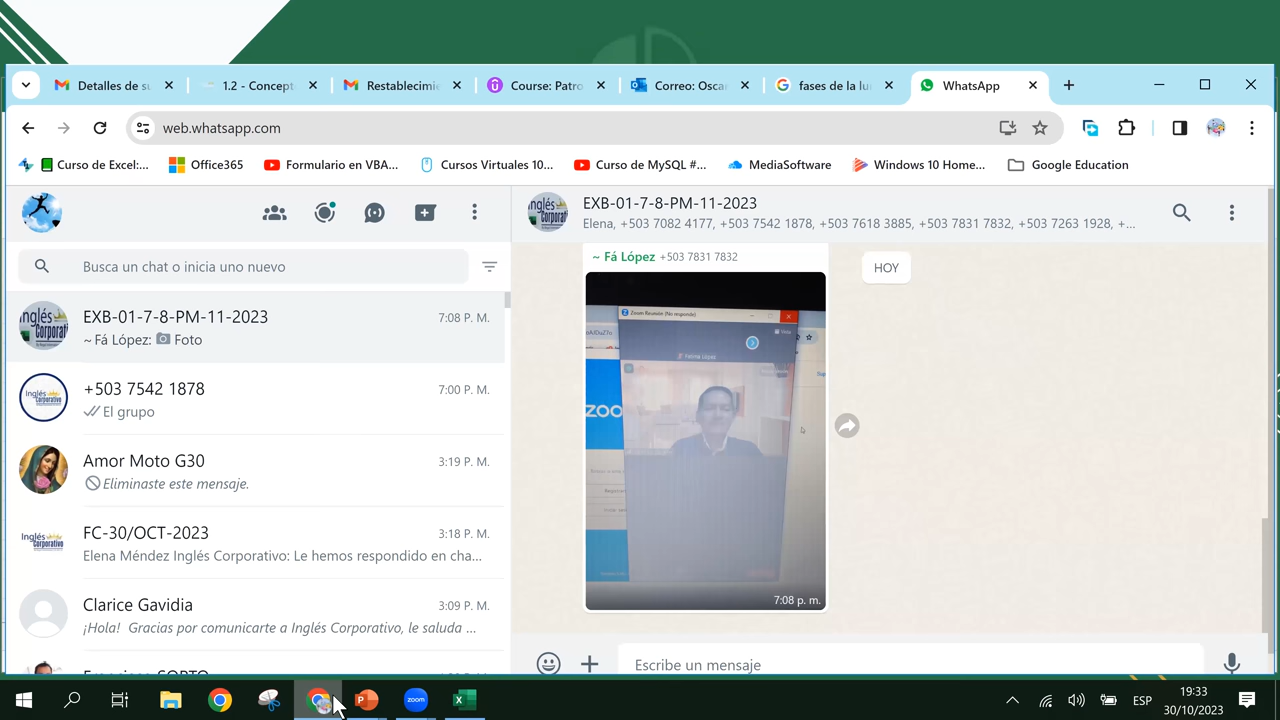 Detalles de su
1.2 - Concept
Restablecimie
Course: Patro
Correo: Osca
fases de la lu
WhatsApp
web.whatsapp.com
Curso de Excel:...
Office365
Formulario en VBA...
Cursos Virtuales 10...
Curso de MySQL #...
MediaSoftware
Windows 10 Home...
Google Education
EXB-01-7-8-PM-11-2023
Elena, +503 7082 4177, +503 7542 1878, +503 7618 3885, +503 7831 7832, +503 7263 1928, +...
Busca un chat o inicia uno nuevo
EXB-01-7-8-PM-11-2023
7:08 P. M.
~ Fá López: Foto
+503 7542 1878
7:00 P. M.
El grupo
Amor Moto G30
3:19 P. M.
Eliminaste este mensaje.
FC-30/OCT-2023
3:18 P. M.
Elena Méndez Inglés Corporativo: Le hemos respondido en cha...
Clarice Gavidia
3:09 P. M.
¡Hola! Gracias por comunicarte a Inglés Corporativo, le saluda ...
Francisco SORTO
~ Fá López +503 7831 7832
HOY
Zoom Reunión (No responde)
Fatima López
zoo
7:08 p. m.
Escribe un mensaje
zoom
ESP
19:33
30/10/2023